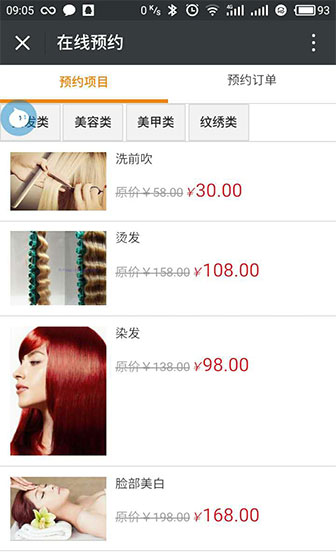 09:05
0 K/s
4G
93
在线预约
预约项目
预约订单
发类
美容类
美甲类
纹绣类
洗前吹
原价￥58.00 ¥30.00
烫发
原价￥158.00 ¥108.00
染发
原价￥138.00 ¥98.00
脸部美白
原价￥198.00 ¥168.00